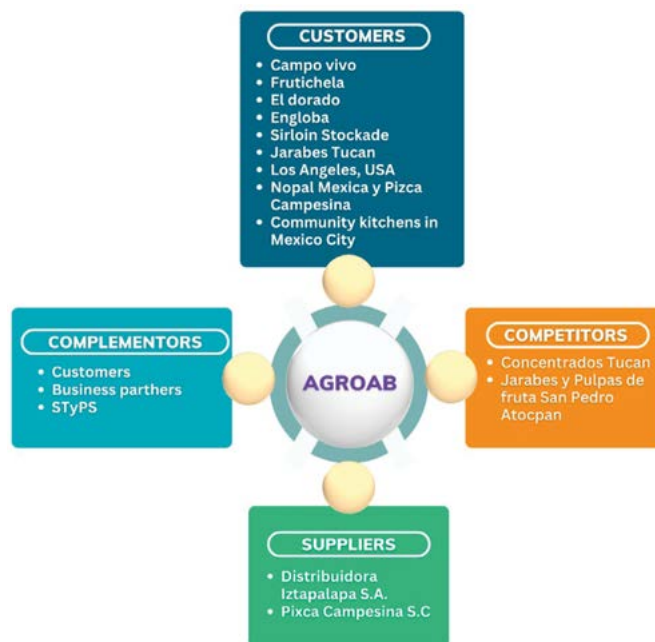 CUSTOMERS
• Campo vivo
• Frutichela
• El dorado
• Engloba
• Sirloin Stockade
• Jarabes Tucan
• Los Angeles, USA
• Nopal Mexica y Pizca
Campesina
• Community kitchens in
Mexico City
COMPLEMENTORS
• Customers
• Business parthers
• STyPS
AGROAB
COMPETITORS
• Concentrados Tucan
• Jarabes y Pulpas de
fruta San Pedro
Atocpan
SUPPLIERS
• Distribuidora
Iztapalapa S.A.
• Pixca Campesina S.C